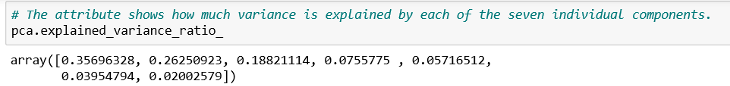 # The attribute shows how much variance is explained by each of the seven individual components.
pca.explained_variance_ratio_
array([0.35696328, 0.26250923, 0.18821114, 0.0755775 , 0.05716512,
0.03954794, 0.02002579])